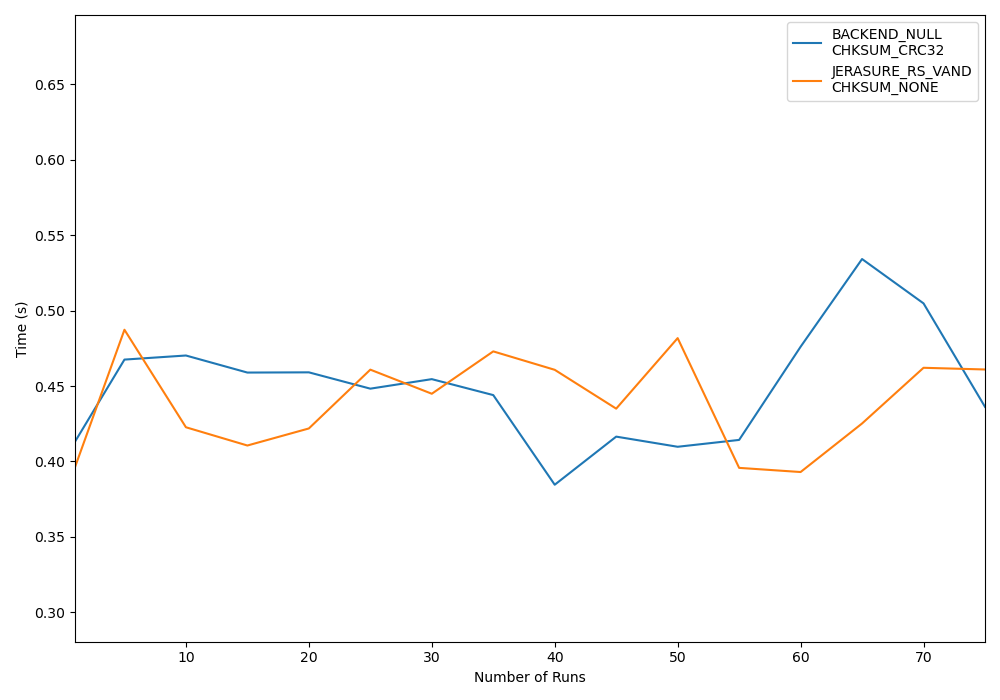 BACKEND_NULL
CHKSUM_CRC32
JERASURE_RS_VAND
CHKSUM_NONE
0.65
0.60
0.55
0.50
0.45
0.40
0.35
0.30
Time (s)
10 20 30 40 50 60 70
Number of Runs